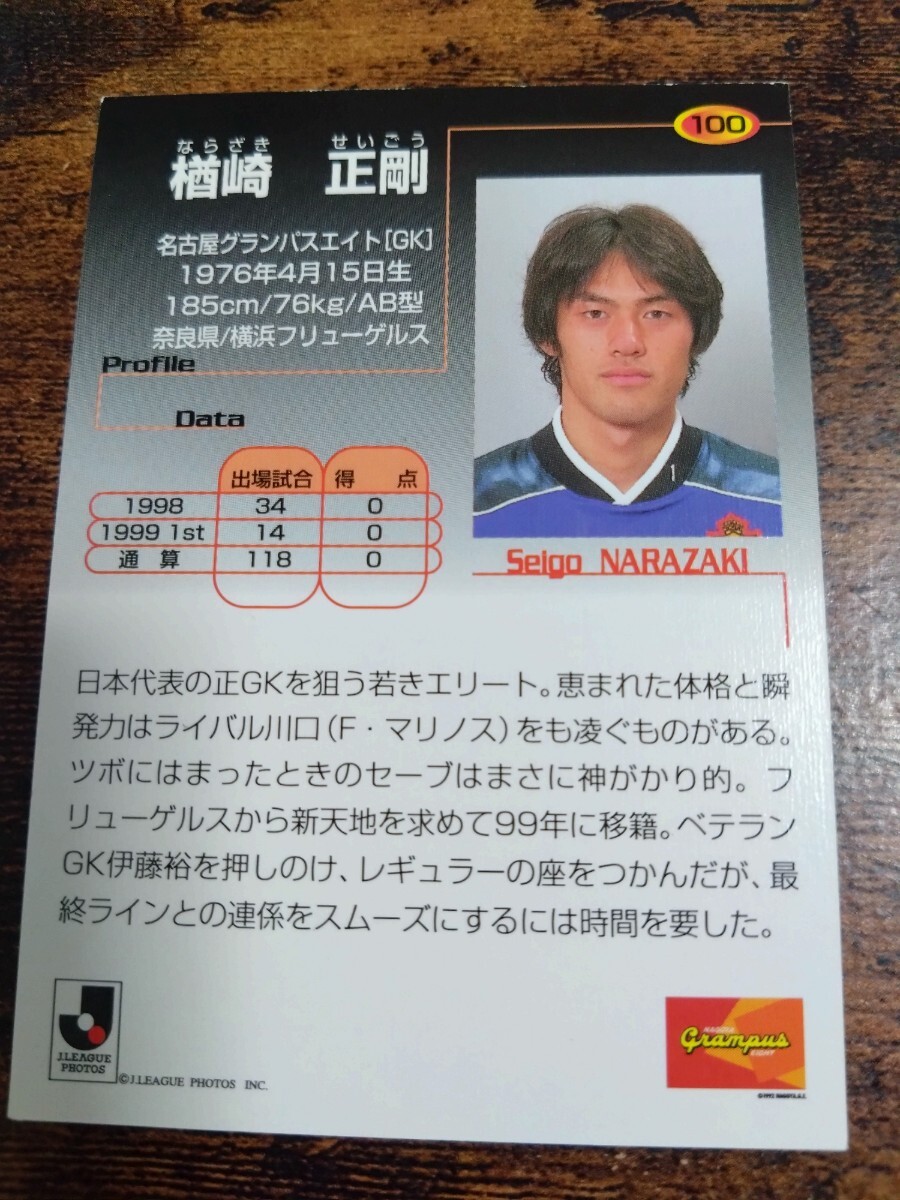 100
ならざき せいごう
楢崎 正剛
名古屋グランパスエイト[GK]
1976年4月15日生
185cm/76kg/AB型
奈良県/横浜フリューゲルス
Profile
Data
出場試合 得点
1998 34 0
1999 1st 14 0
通算 118 0
1
Seigo NARAZAKI
日本代表の正GKを狙う若きエリート。恵まれた体格と瞬
発力はライバル川口(F・マリノス)をも凌ぐものがある。
ツボにはまったときのセーブはまさに神がかり的。フ
リューゲルスから新天地を求めて99年に移籍。ベテラン
GK伊藤裕を押しのけ、レギュラーの座をつかんだが、最
終ラインとの連係をスムーズにするには時間を要した。
J.LEAGUE
PHOTOS
©J.LEAGUE PHOTOS INC.
NAGOYA
Grampus
EIGHT